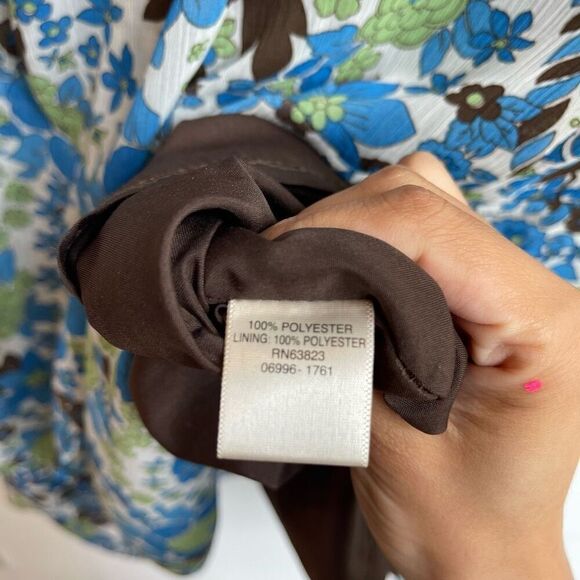 100% POLYESTER
LINING: 100% POLYESTER
RN63823
06996-1761